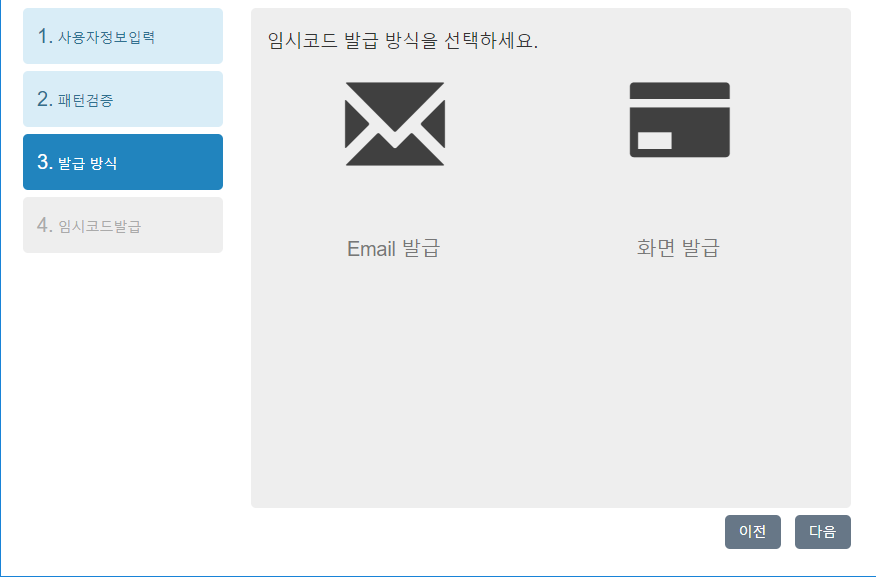 1. 사용자정보입력
2. 패턴검증
3. 발급 방식
4. 임시코드발급
임시코드 발급 방식을 선택하세요.
Email 발급
화면 발급
이전
다음